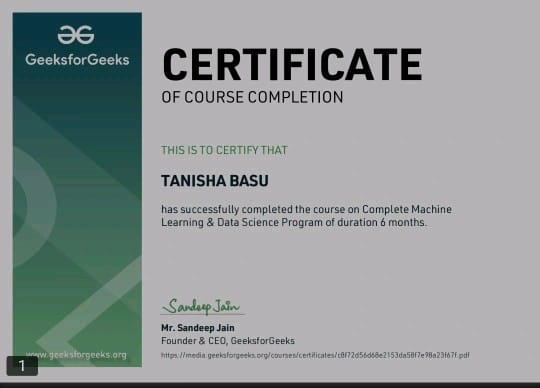 GeeksforGeeks
CERTIFICATE
OF COURSE COMPLETION
THIS IS TO CERTIFY THAT
TANISHA BASU
has successfully completed the course on Complete Machine
Learning & Data Science Program of duration 6 months.
Sandeep Jain
Mr. Sandeep Jain
Founder & CEO, GeeksforGeeks
https://media.geeksforgeeks.org/courses/certificates/c8f72d56d68e2153da58f7e98a23f67f.pdf
www.geeksforgeeks.org
1